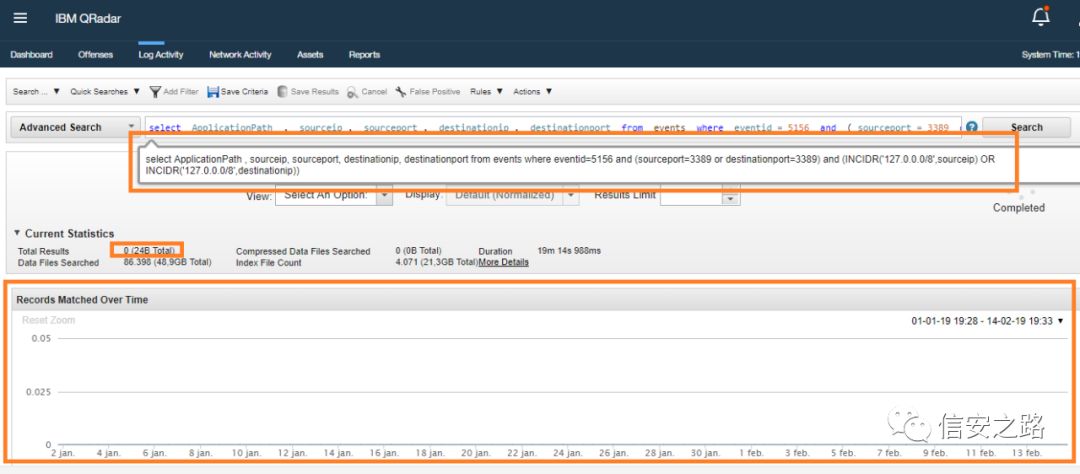 IBM QRadar
Dashboard Offenses Log Activity Network Activity Assets Reports System Time: 1
Search ... ▼ Quick Searches ▼ Add Filter Save Criteria Save Results Cancel False Positive Rules ▼ Actions ▼
Advanced Search select ApplicationPath , sourceip , sourceport , destinationip , destinationport from events where eventid = 5156 and ( sourceport = 3389 Search
select ApplicationPath , sourceip, sourceport, destinationip, destinationport from events where eventid=5156 and (sourceport=3389 or destinationport=3389) and (INCIDR('127.0.0.0/8',sourceip) OR
INCIDR('127.0.0.0/8',destinationip))
View: Select An Option: Display: Default (Normalized) Results Limit
Completed
▼ Current Statistics
Total Results 0 (24B Total) Compressed Data Files Searched 0 (0B Total) Duration 19m 14s 988ms
Data Files Searched 86.398 (48,9GB Total) Index File Count 4.071 (21,3GB Total) More Details
Records Matched Over Time
Reset Zoom 01-01-19 19:28 - 14-02-19 19:33 ▼
0.05
0.025
0
2 jan. 4 jan. 6 jan. 8 jan. 10 jan. 12 jan. 14 jan. 16 jan. 18 jan. 20 jan. 22 jan. 24 jan. 26 jan. 28 jan. 30 jan. 1 feb. 3 feb. 5 feb. 7 feb. 9 feb. 11 feb. 13 feb.
信安之路